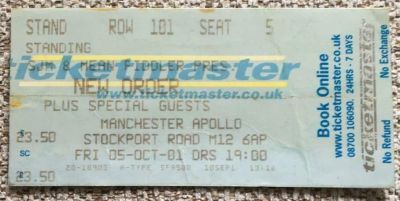 STAND ROW 101 SEAT 5
STANDING
SJM & MEAN FIDDLER PRES
ticketmaster
www. .co.uk
NEW ORDER
PLUS SPECIAL GUESTS
MANCHESTER APOLLO
23.50 STOCKPORT ROAD M12 6AP
SC FRI 05-OCT-01 DRS 19:00
23.50
A-TYPE 10SEP1
Book Online
www.ticketmaster.co.uk
08700 106090. 24HRS - 7 DAYS
ticketmaster
No Refund No Exchange